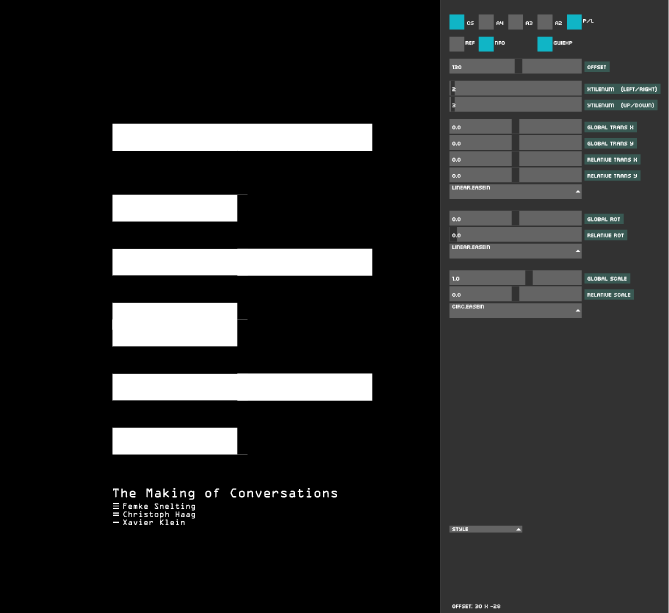 CS A4 A3 A2 P/L
REF INFO GUIEXP
130 OFFSET
2 XTILENUM (LEFT/RIGHT)
3 YTILENUM (UP/DOWN)
0.0 GLOBAL TRANS X
0.0 GLOBAL TRANS Y
0.0 RELATIVE TRANS X
0.0 RELATIVE TRANS Y
LINEAR.EASEIN
0.0 GLOBAL ROT
0.0 RELATIVE ROT
LINEAR.EASEIN
1.0 GLOBAL SCALE
0.0 RELATIVE SCALE
CIRC.EASEIN
The Making of Conversations
Femke Snelting
Christoph Haag
Xavier Klein
STYLE
OFFSET: 30 X -28